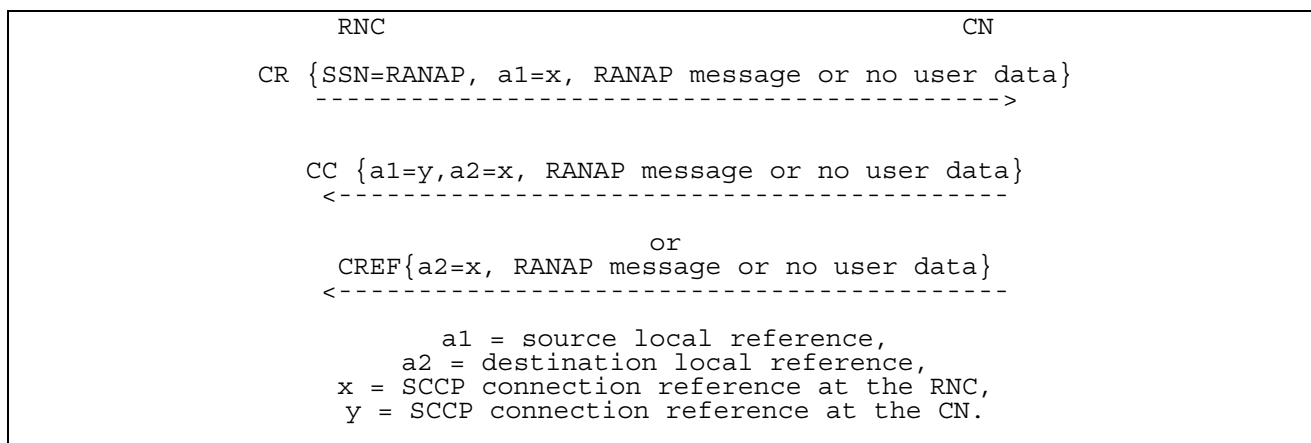 RNC CN
CR {SSN=RANAP, a1=x, RANAP message or no user data}
------------------------------------------->
CC {a1=y,a2=x, RANAP message or no user data}
<------------------------------------------
or
CREF{a2=x, RANAP message or no user data}
<------------------------------------------
a1 = source local reference,
a2 = destination local reference,
x = SCCP connection reference at the RNC,
y = SCCP connection reference at the CN.